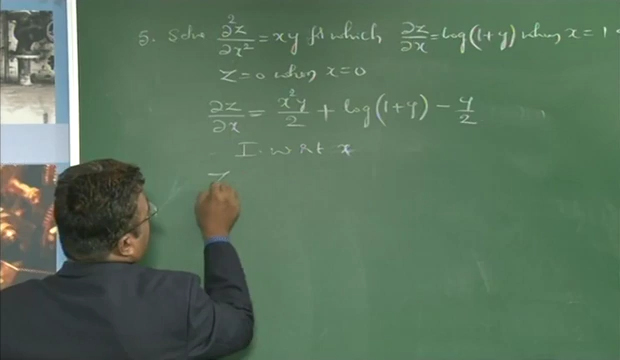 5. Solve ∂²z/∂x² = xy for which ∂z/∂x = log(1+y) when x=1 &
Z=0 when x=0
∂z/∂x = x²y/2 + log(1+y) − y/2
I. w r t x
Z